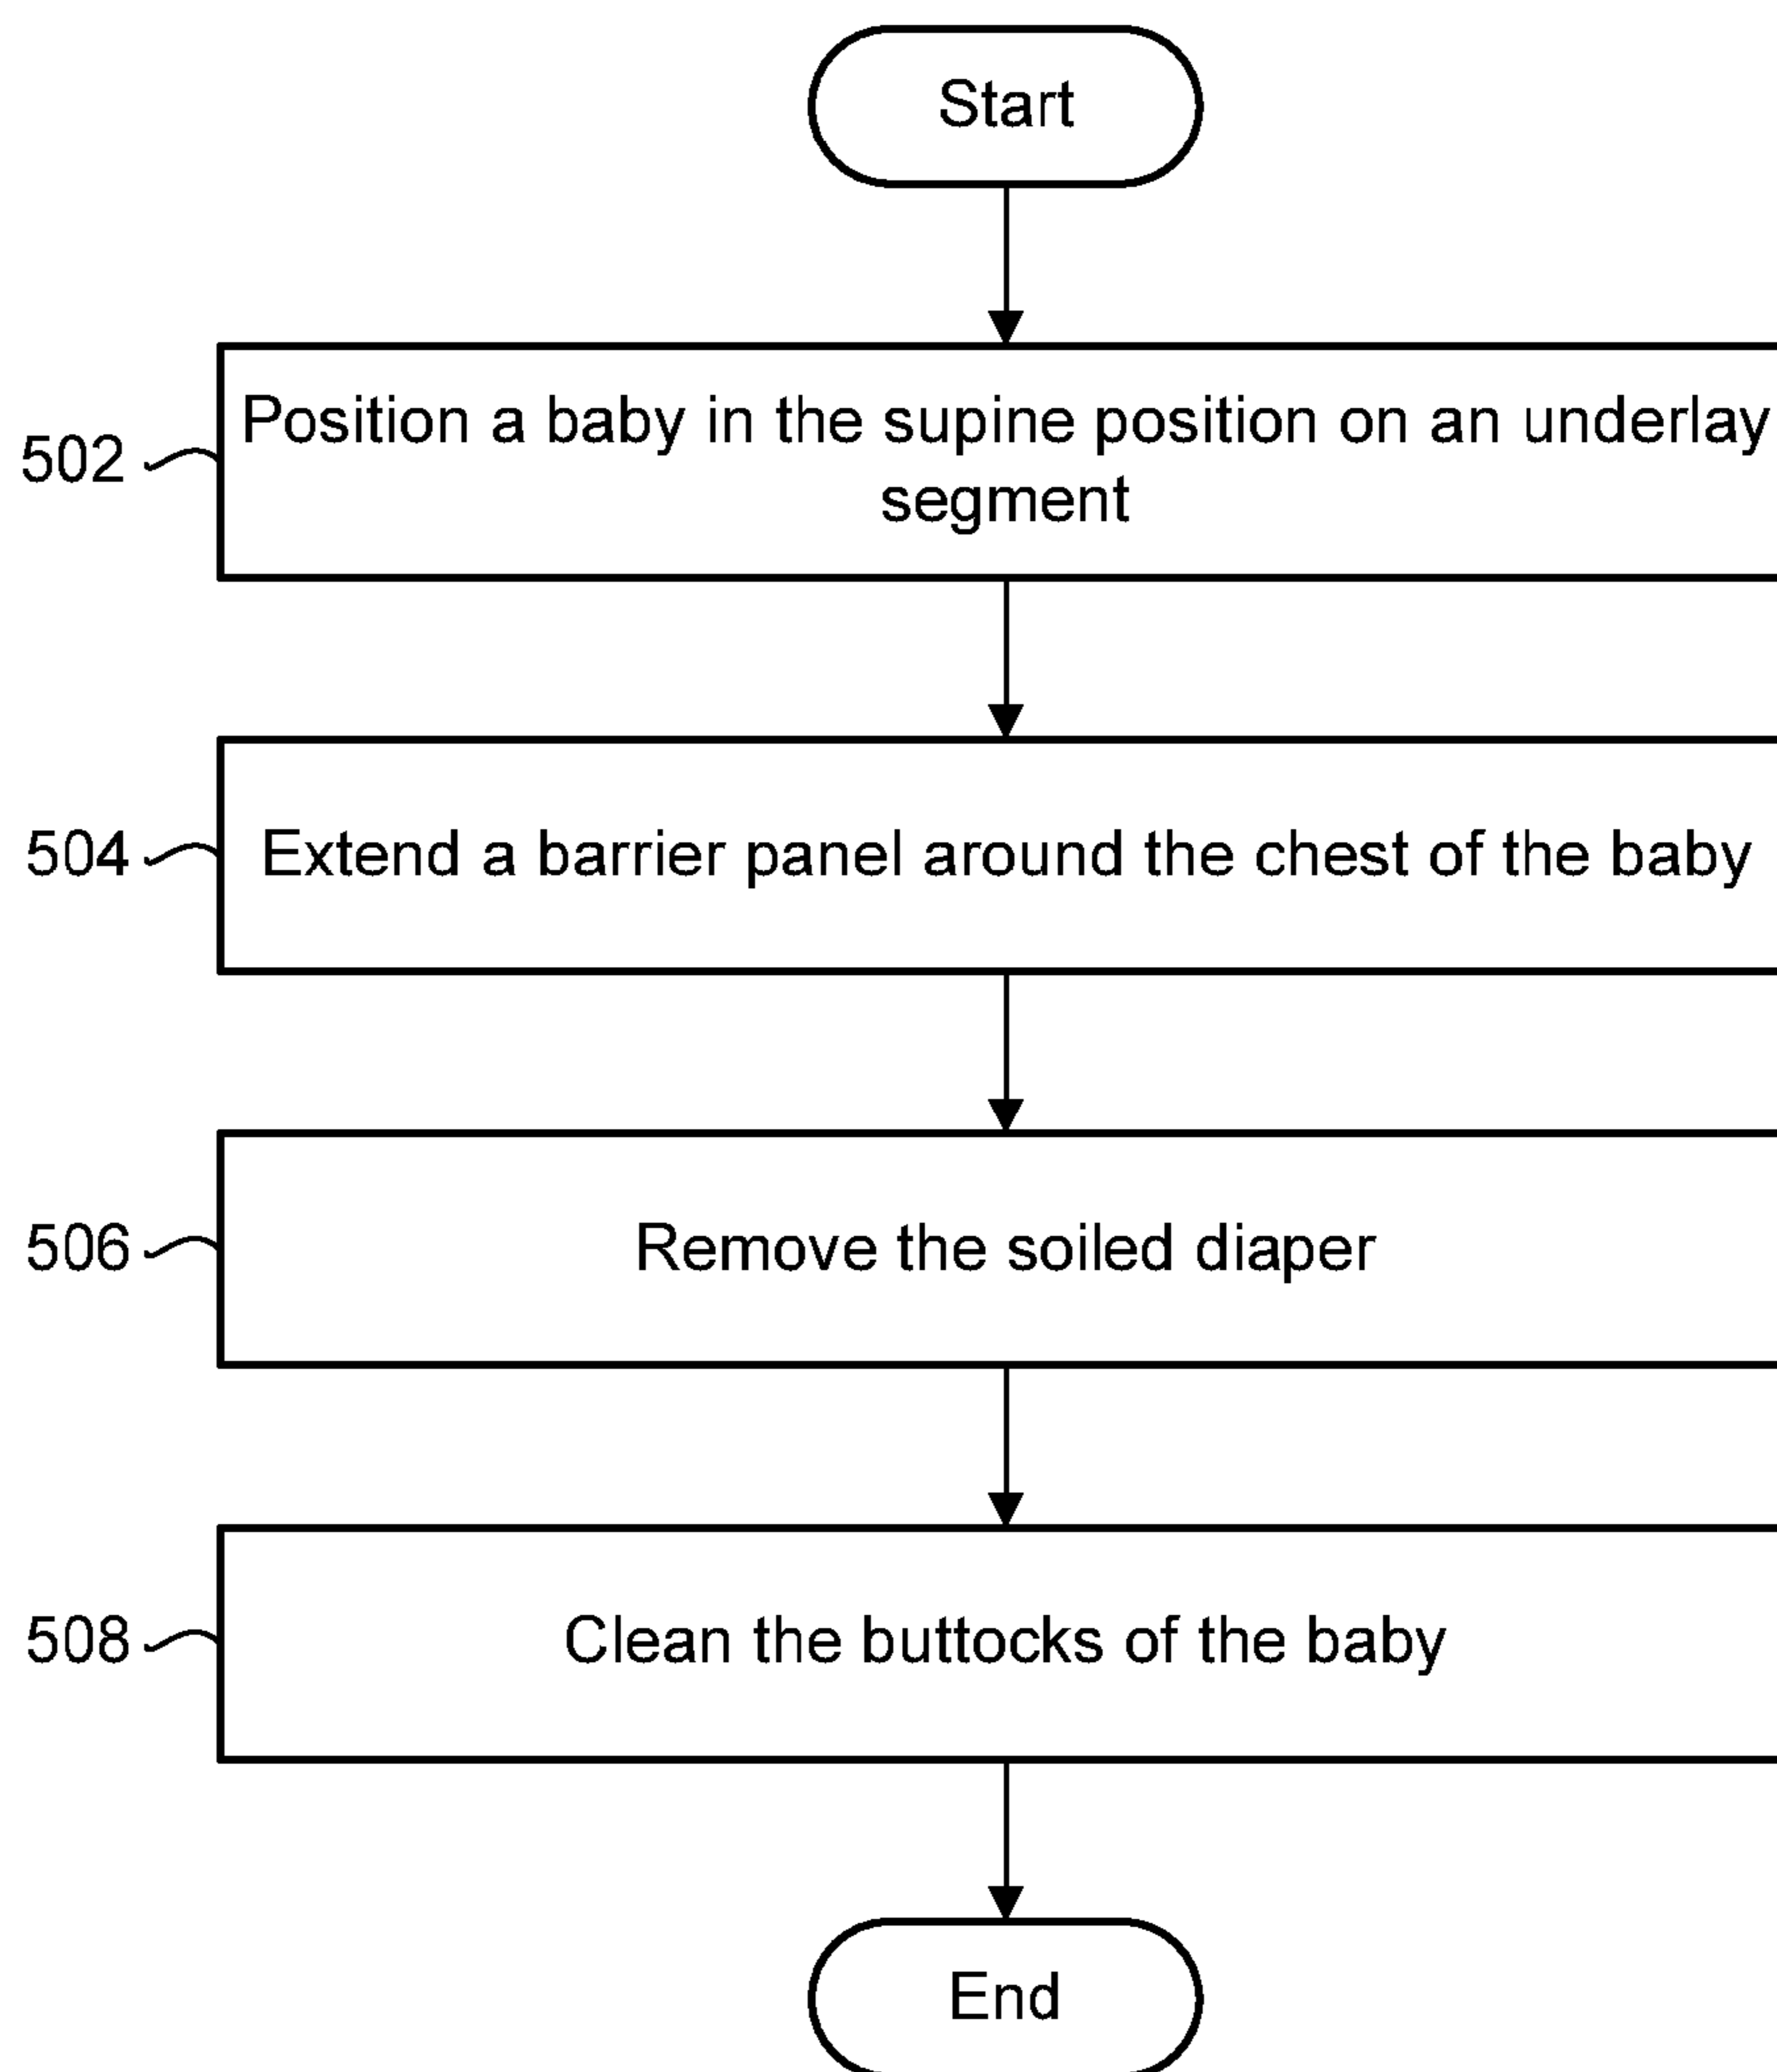 Start
502
Position a baby in the supine position on an underlay
segment
504
Extend a barrier panel around the chest of the baby
506
Remove the soiled diaper
508
Clean the buttocks of the baby
End